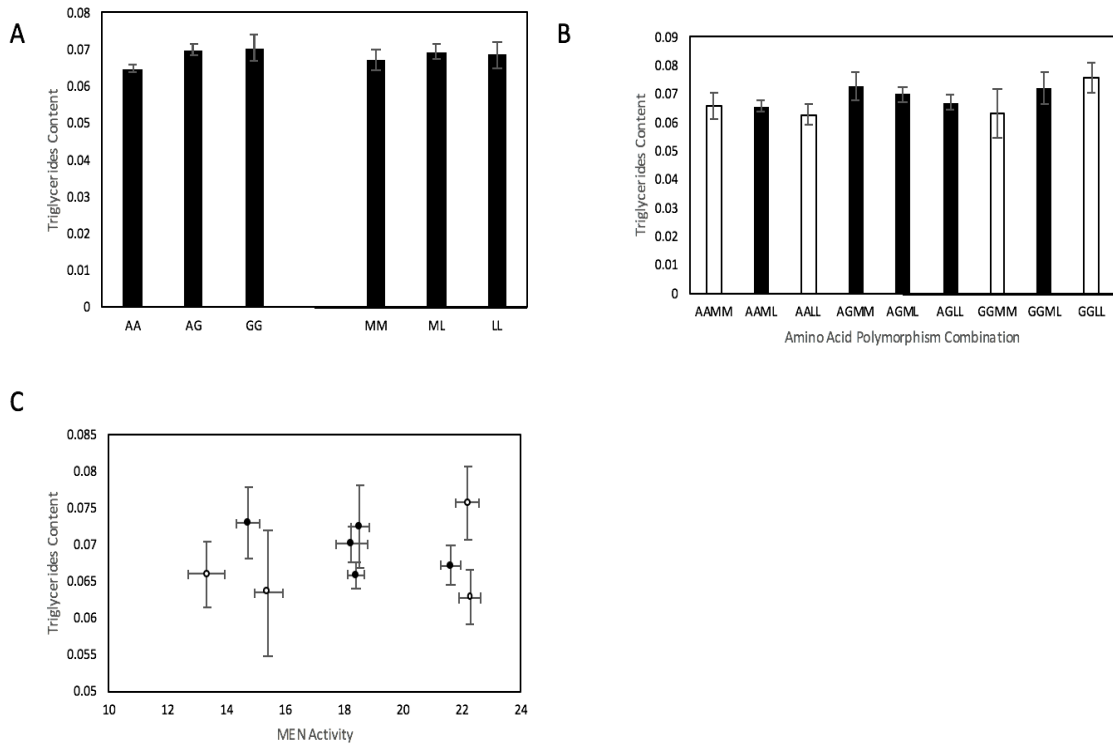 A
Triglycerides Content
0.08
0.07
0.06
0.05
0.04
0.03
0.02
0.01
0
AA AG GG MM ML LL
B
Triglycerides Content
0.09
0.08
0.07
0.06
0.05
0.04
0.03
0.02
0.01
0
AAMM AAML AALL AGMM AGML AGLL GGMM GGML GGLL
Amino Acid Polymorphism Combination
C
Triglycerides Content
0.085
0.08
0.075
0.07
0.065
0.06
0.055
0.05
10 12 14 16 18 20 22 24
MEN Activity